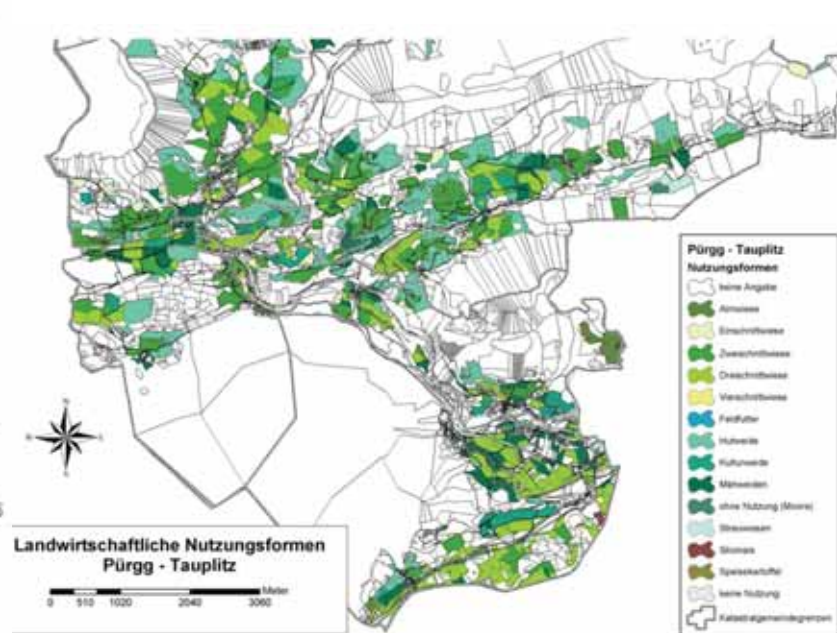 Pürgg - Tauplitz
Nutzungsformen
keine Angabe
Almwiese
Einschnittwiese
Zweischnittwiese
Dreischnittwiese
Vierschnittwiese
Feldfutter
Hutweide
Kulturweide
Mähweiden
ohne Nutzung (Moore)
Streuwiesen
Silomais
Speisekartoffel
keine Nutzung
Katastralgemeindegrenzen
Landwirtschaftliche Nutzungsformen
Pürgg - Tauplitz
Meter
0 510 1020 2040 3060